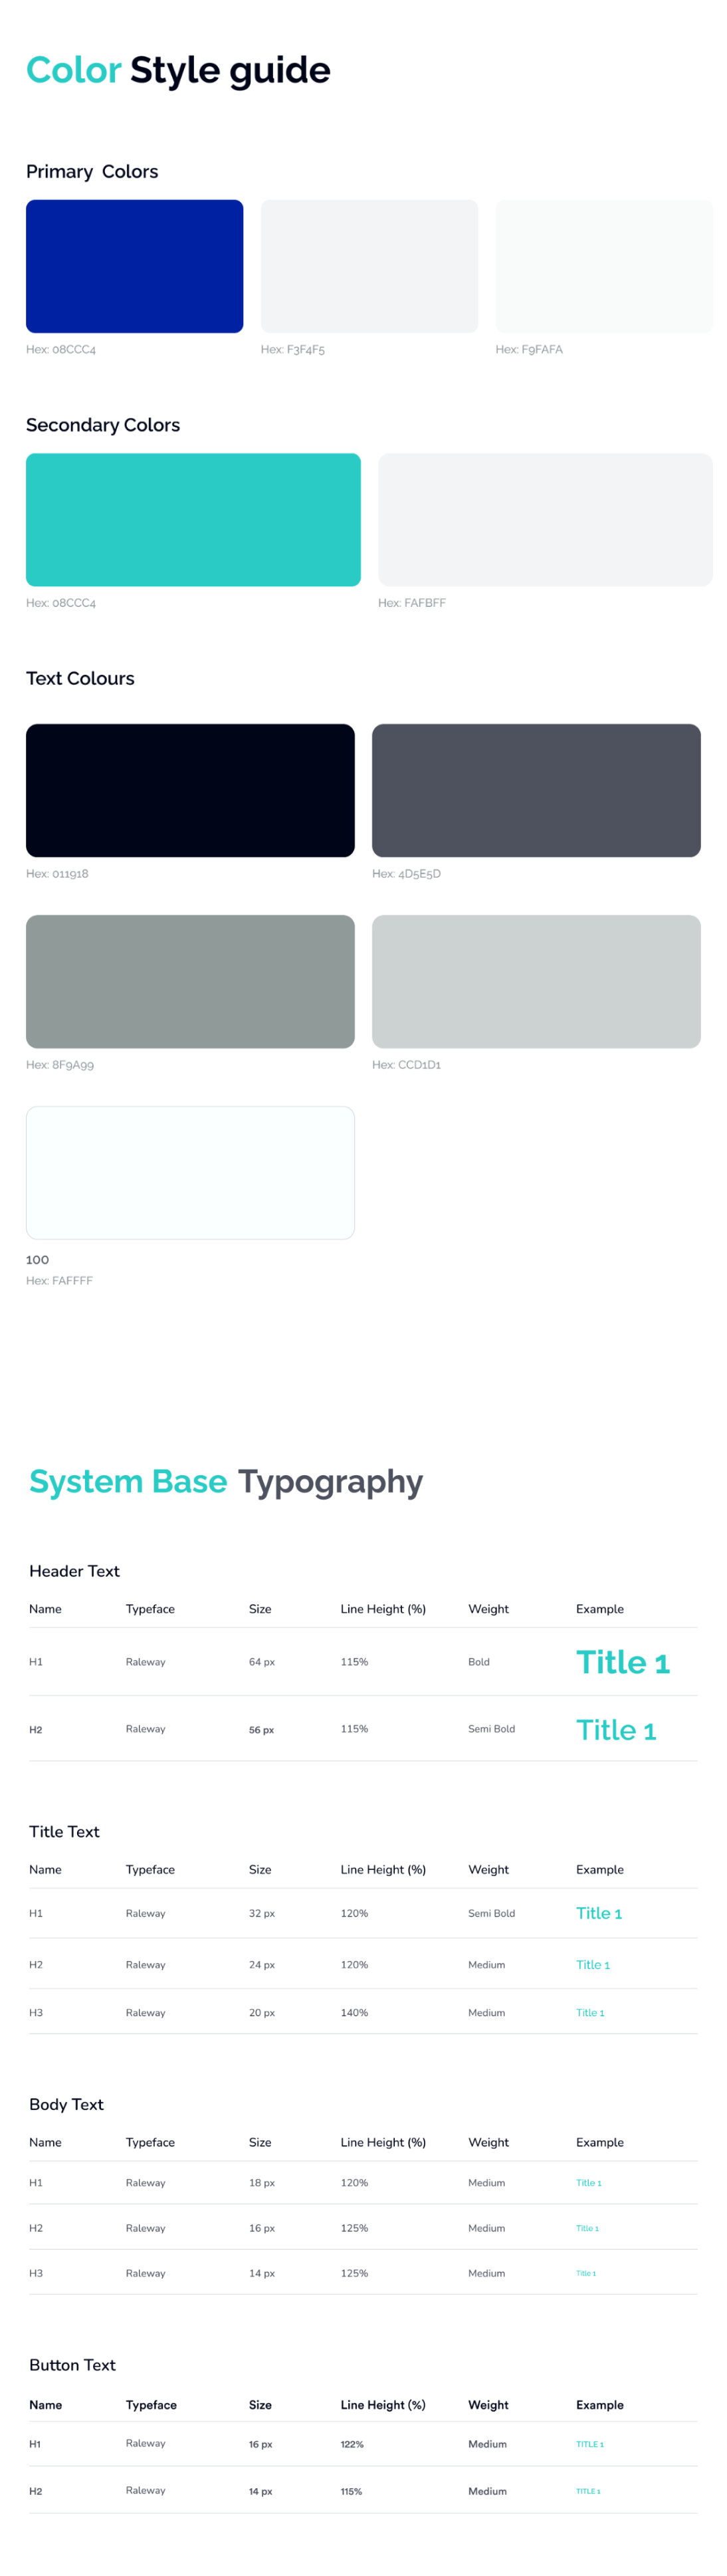 Color Style guide
Primary Colors
Hex: 08CCC4 Hex: F3F4F5 Hex: F9FAFA
Secondary Colors
Hex: 08CCC4 Hex: FAFBFF
Text Colours
Hex: 011918 Hex: 4D5E5D
Hex: 8F9A99 Hex: CCD1D1
100
Hex: FAFFFF
System Base Typography
Header Text
Name Typeface Size Line Height (%) Weight Example
H1 Raleway 64 px 115% Bold Title 1
H2 Raleway 56 px 115% Semi Bold Title 1
Title Text
Name Typeface Size Line Height (%) Weight Example
H1 Raleway 32 px 120% Semi Bold Title 1
H2 Raleway 24 px 120% Medium Title 1
H3 Raleway 20 px 140% Medium Title 1
Body Text
Name Typeface Size Line Height (%) Weight Example
H1 Raleway 18 px 120% Medium Title 1
H2 Raleway 16 px 125% Medium Title 1
H3 Raleway 14 px 125% Medium Title 1
Button Text
Name Typeface Size Line Height (%) Weight Example
H1 Raleway 16 px 122% Medium TITLE 1
H2 Raleway 14 px 115% Medium TITLE 1